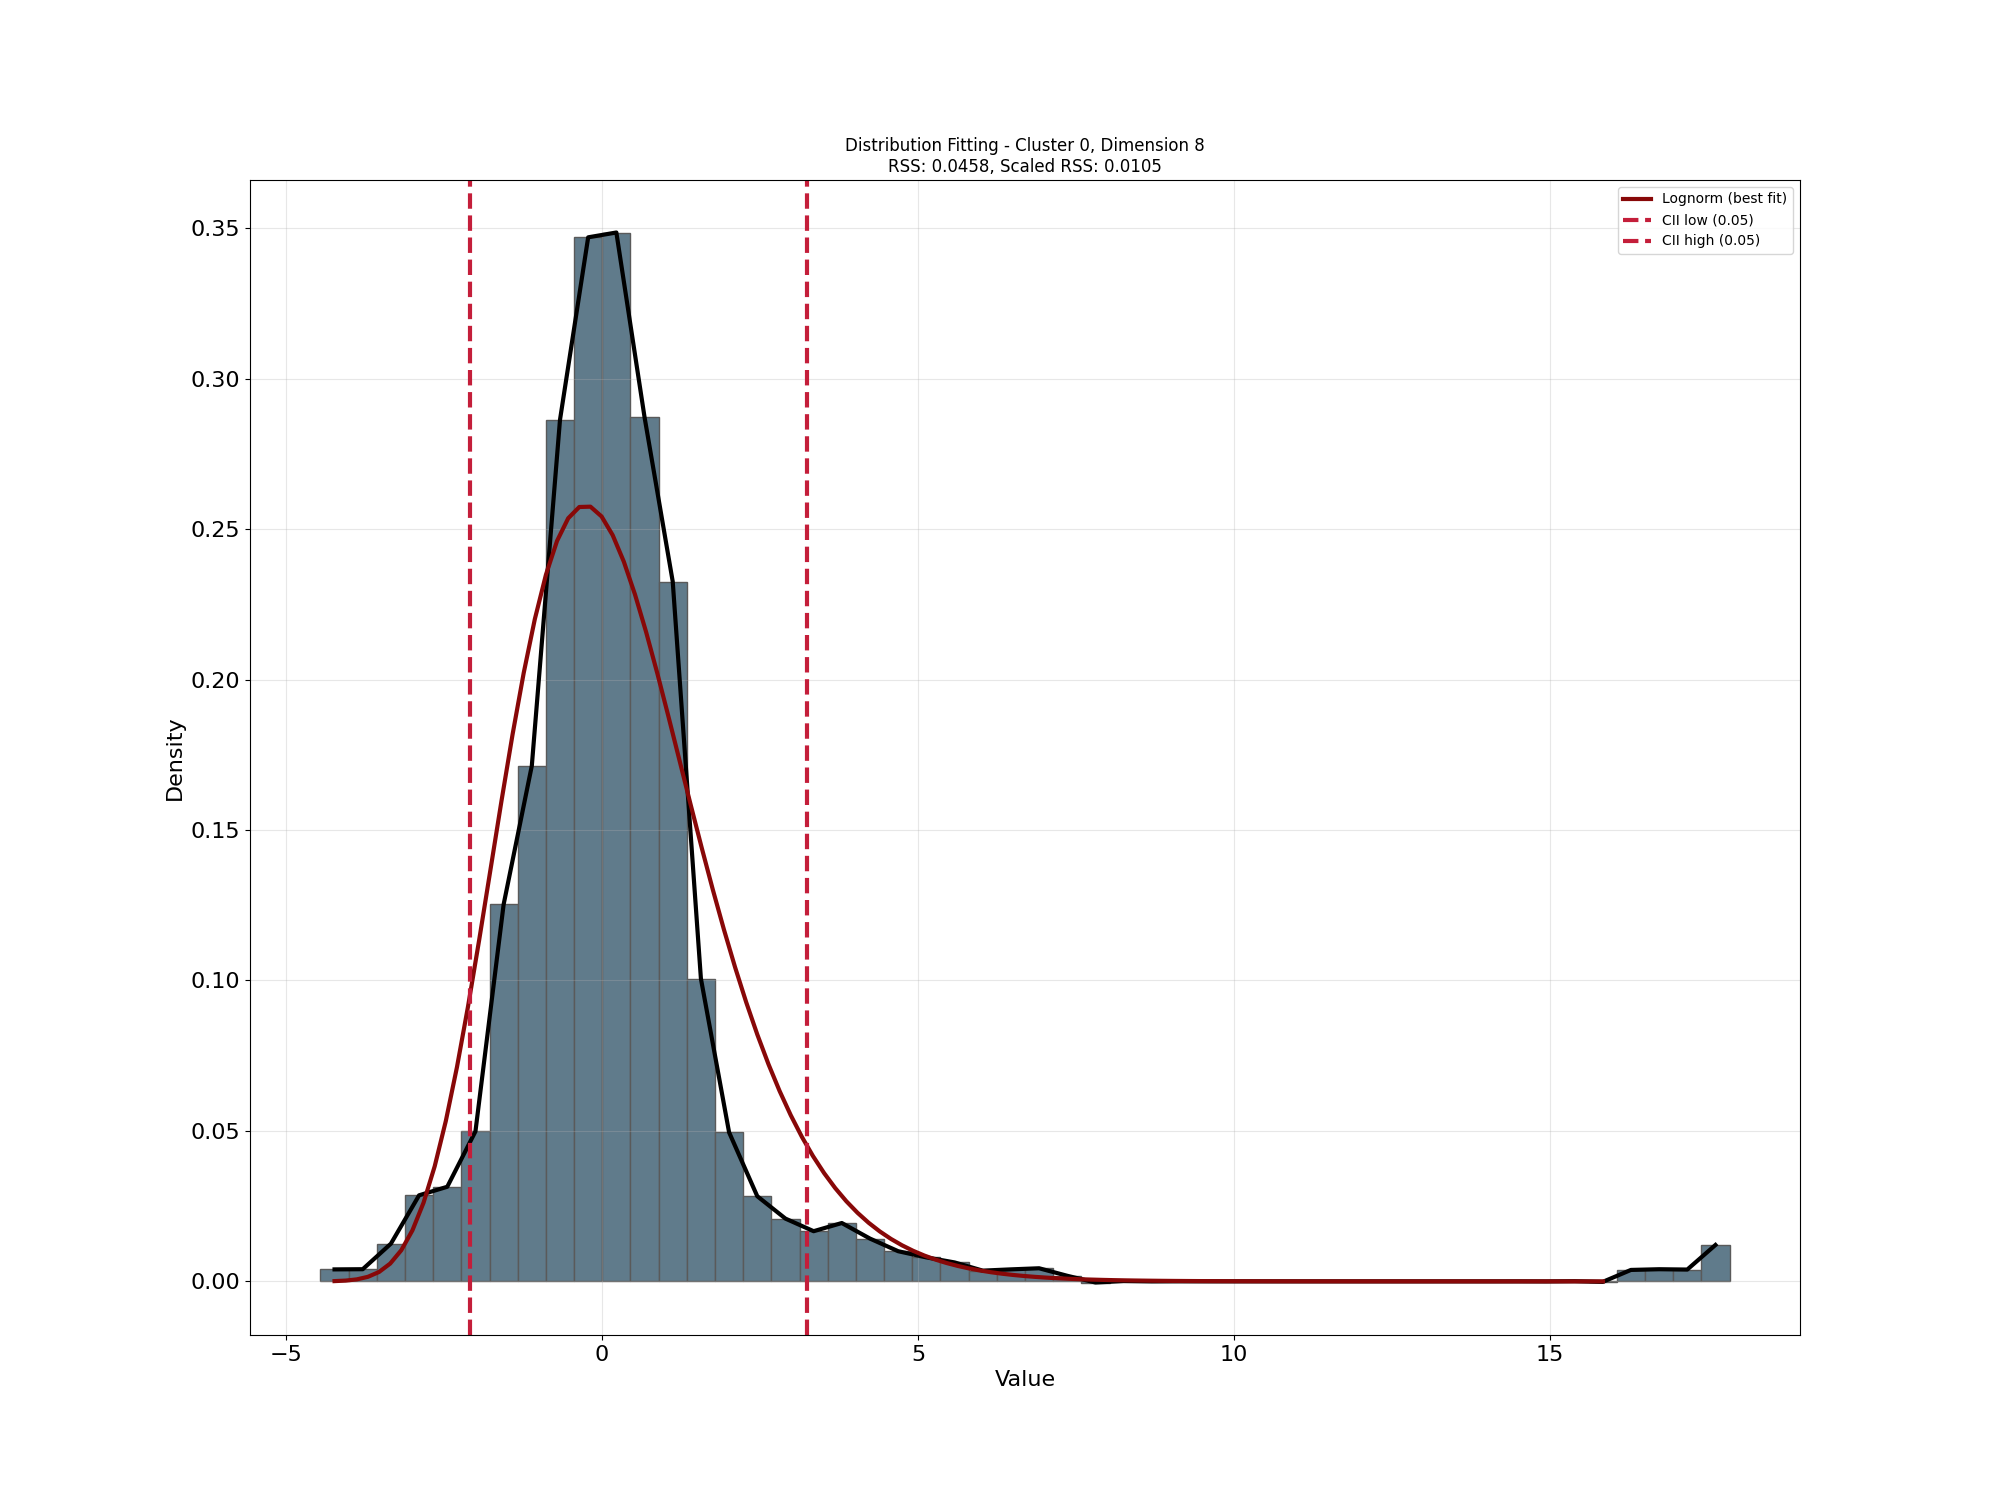 Distribution Fitting - Cluster 0, Dimension 8
RSS: 0.0458, Scaled RSS: 0.0105
Lognorm (best fit)
CII low (0.05)
CII high (0.05)
0.35
0.30
0.25
0.20
0.15
0.10
0.05
0.00
Density
−5
0
5
10
15
Value